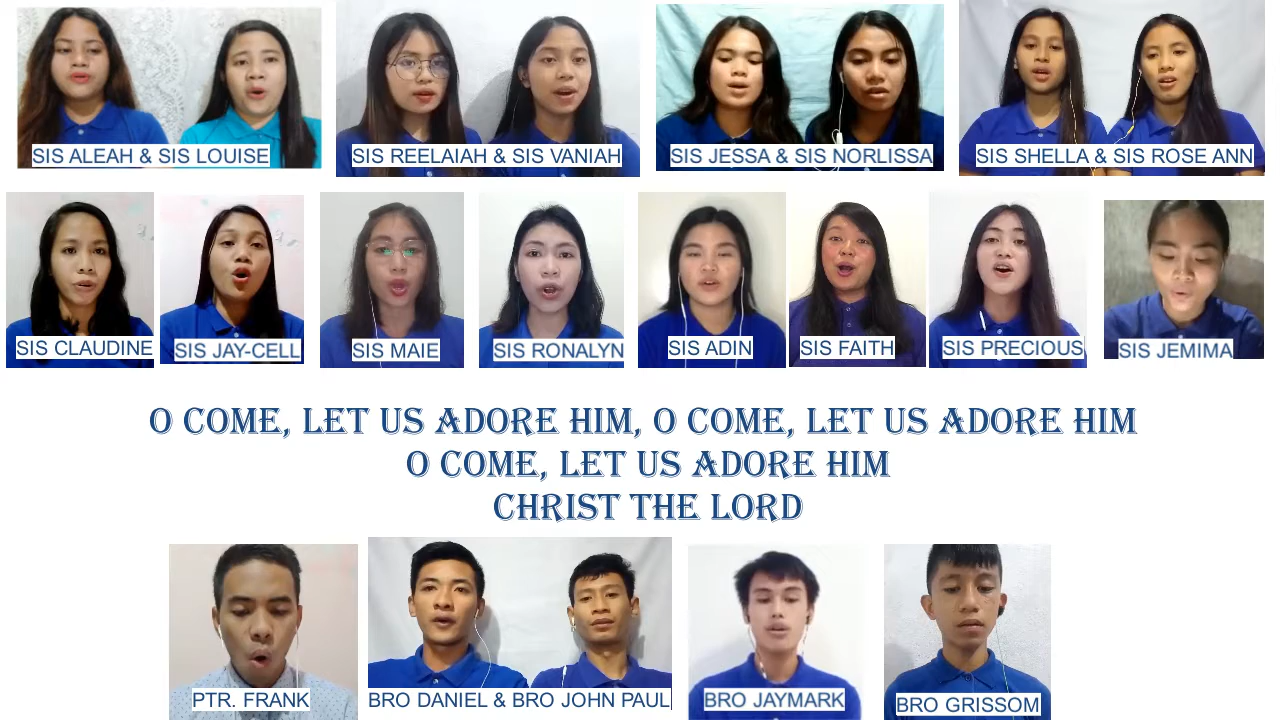 SIS ALEAH & SIS LOUISE
SIS REELAIAH & SIS VANIAH
SIS JESSA & SIS NORLISSA
SIS SHELLA & SIS ROSE ANN
SIS CLAUDINE
SIS JAY-CELL
SIS MAIE
SIS RONALYN
SIS ADIN
SIS FAITH
SIS PRECIOUS
SIS JEMIMA
O COME, LET US ADORE HIM, O COME, LET US ADORE HIM
O COME, LET US ADORE HIM
CHRIST THE LORD
PTR. FRANK
BRO DANIEL & BRO JOHN PAUL
BRO JAYMARK
BRO GRISSOM